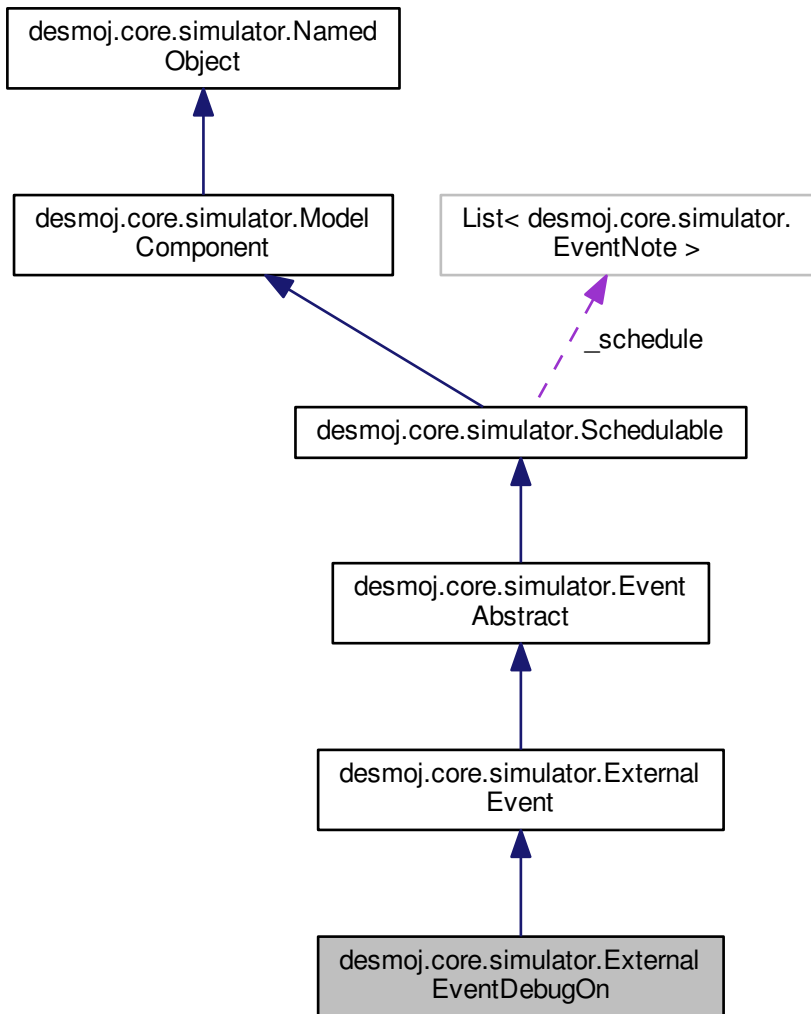 desmoj.core.simulator.Named
Object
desmoj.core.simulator.Model
Component
List< desmoj.core.simulator.
EventNote >
_schedule
desmoj.core.simulator.Schedulable
desmoj.core.simulator.Event
Abstract
desmoj.core.simulator.External
Event
desmoj.core.simulator.External
EventDebugOn